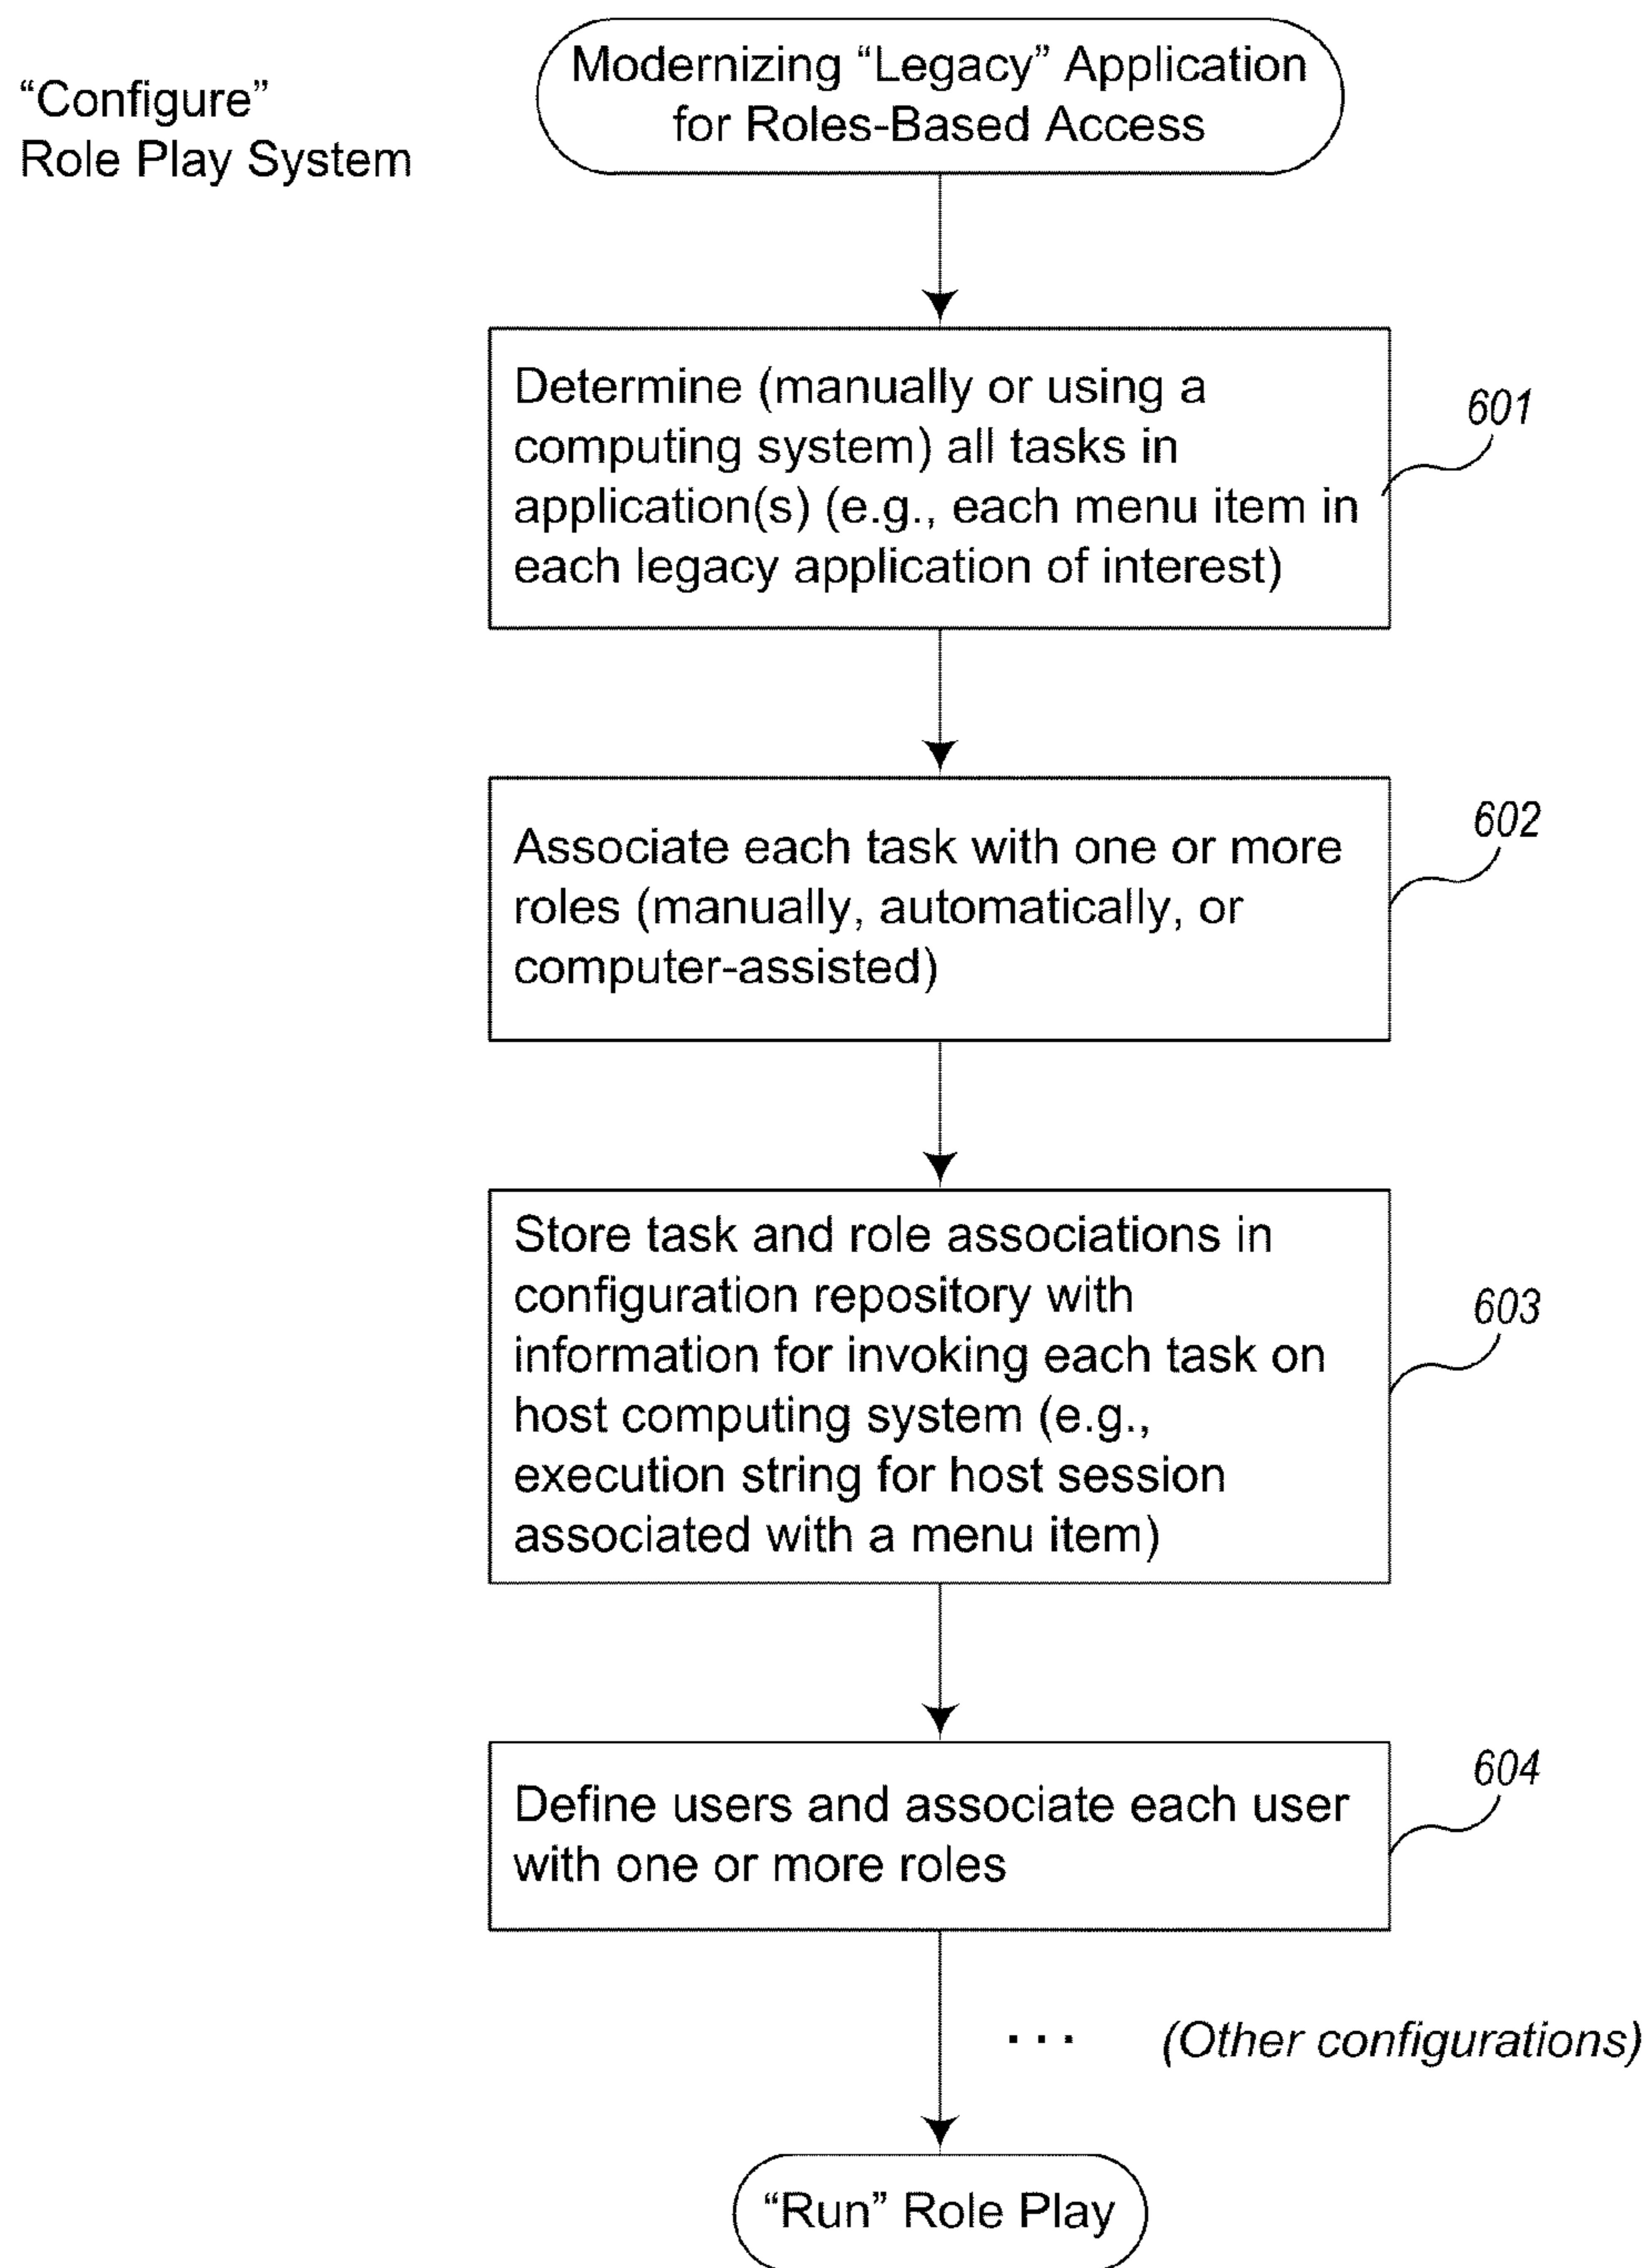 “Configure”
Role Play System
Modernizing “Legacy” Application
for Roles-Based Access
Determine (manually or using a
computing system) all tasks in
application(s) (e.g., each menu item in
each legacy application of interest)
601
Associate each task with one or more
roles (manually, automatically, or
computer-assisted)
602
Store task and role associations in
configuration repository with
information for invoking each task on
host computing system (e.g.,
execution string for host session
associated with a menu item)
603
Define users and associate each user
with one or more roles
604
... (Other configurations)
“Run” Role Play